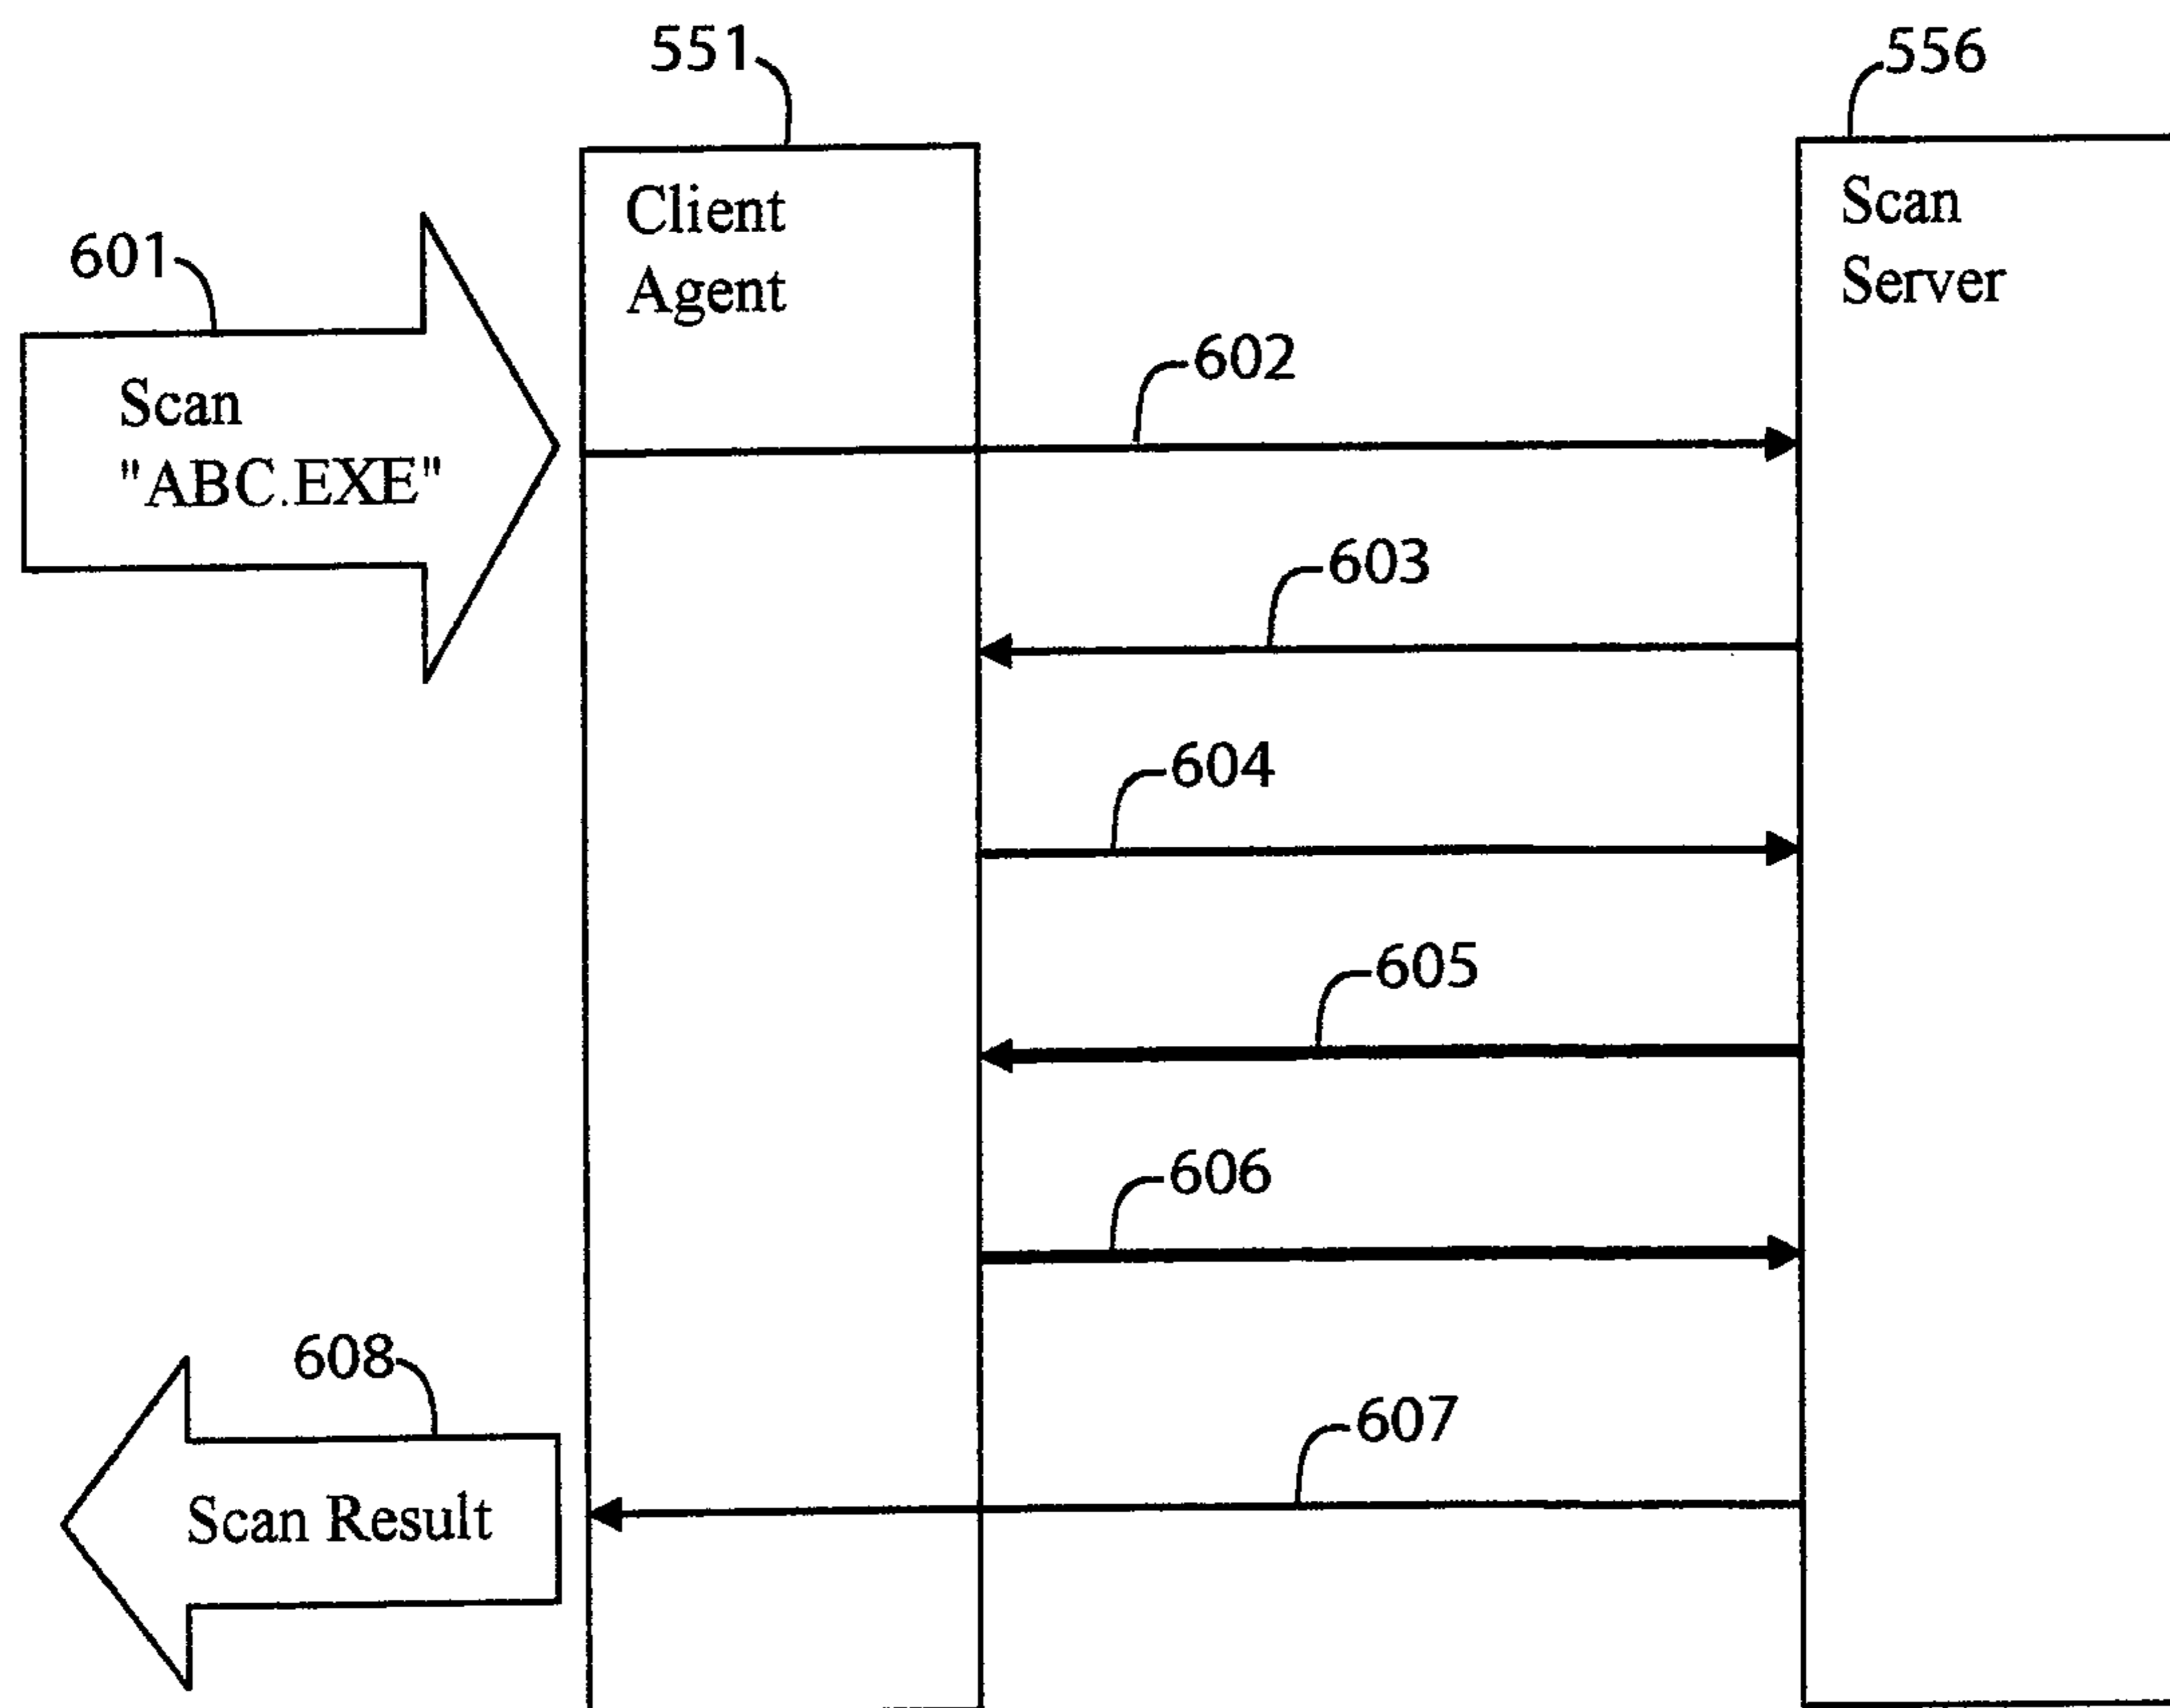 551
556
Client
Agent
Scan
Server
601
602
Scan
"ABC.EXE"
603
604
605
606
608
607
Scan Result